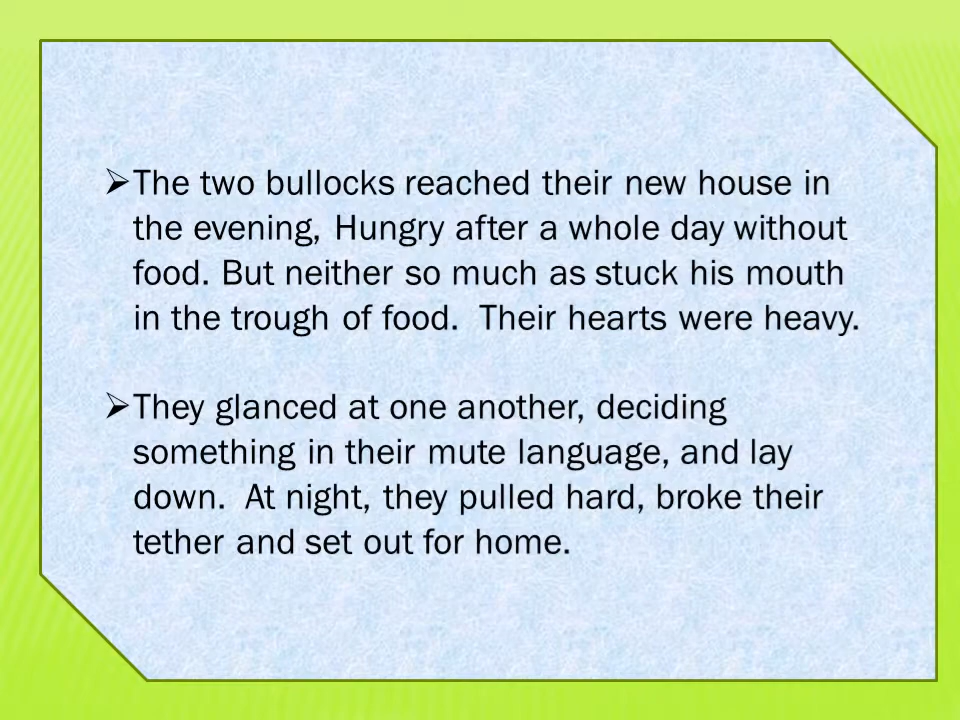 ➢The two bullocks reached their new house in
the evening, Hungry after a whole day without
food. But neither so much as stuck his mouth
in the trough of food.  Their hearts were heavy.
➢They glanced at one another, deciding
something in their mute language, and lay
down.  At night, they pulled hard, broke their
tether and set out for home.